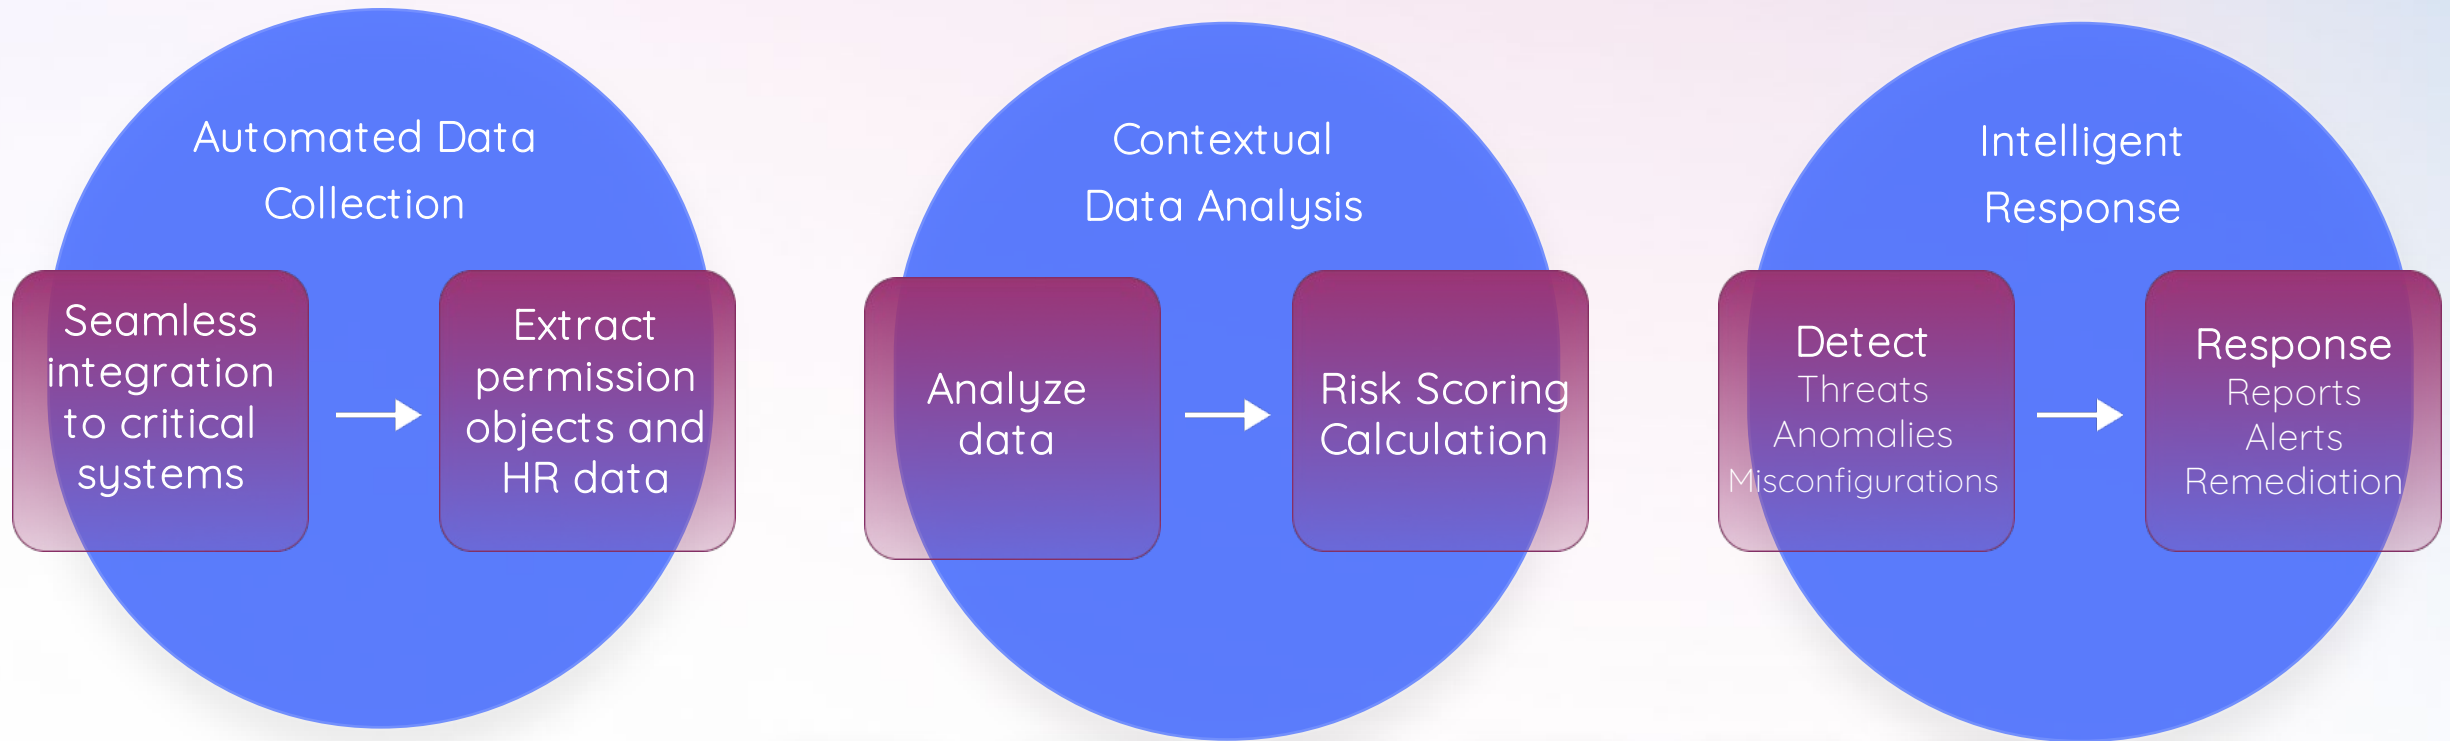 Automated Data
Collection
Seamless
integration
to critical
systems
Extract
permission
objects and
HR data
Contextual
Data Analysis
Analyze
data
Risk Scoring
Calculation
Intelligent
Response
Detect
Threats
Anomalies
Misconfigurations
Response
Reports
Alerts
Remediation